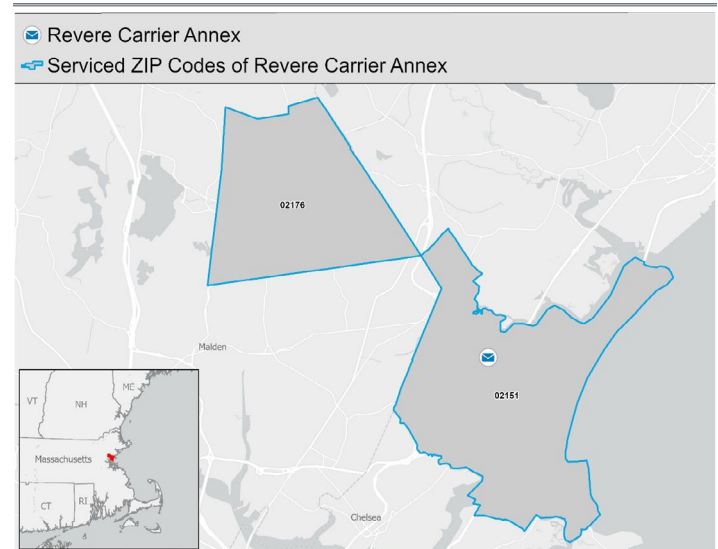 Revere Carrier Annex
Serviced ZIP Codes of Revere Carrier Annex
02176
Malden
02151
ME
VT
NH
Massachusetts
CT
RI
Chelsea